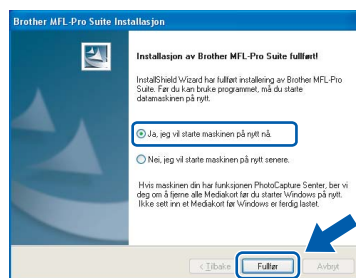 Brother MFL-Pro Suite Installasjon
Installasjon av Brother MFL-Pro Suite fullført!
InstallShield Wizard har fullført installering av Brother MFL-Pro
Suite. Før du kan bruke programmet, må du starte
datamaskinen på nytt.
Ja, jeg vil starte maskinen på nytt nå.
Nei, jeg vil starte maskinen på nytt senere.
Hvis maskinen din har funksjonen PhotoCapture Senter, ber vi
deg om å fjerne alle Mediakort før du starter Windows på nytt.
Ikke sett inn et Mediakort før Windows er ferdig lastet.
< Tilbake
Fullfør
Avbryt